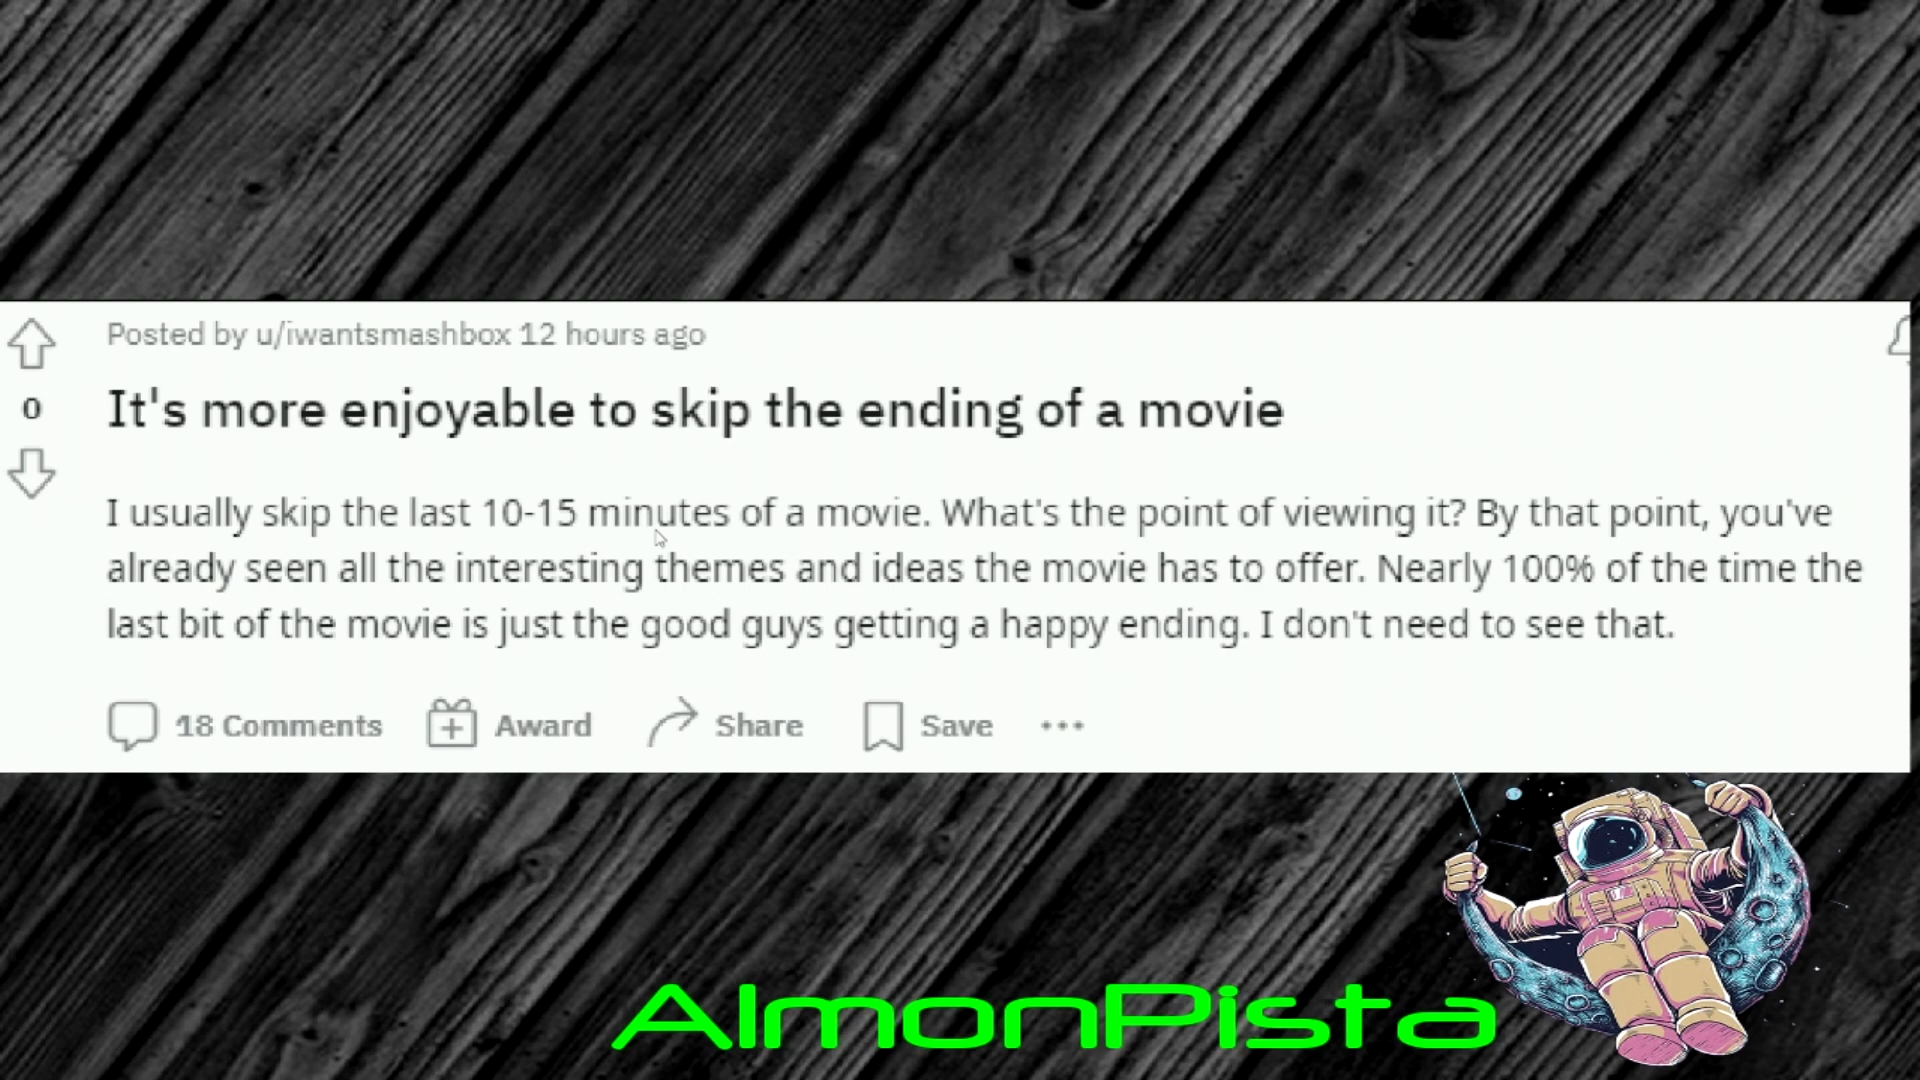 Posted by u/iwantsmashbox 12 hours ago
0
It's more enjoyable to skip the ending of a movie
I usually skip the last 10-15 minutes of a movie. What's the point of viewing it? By that point, you've
already seen all the interesting themes and ideas the movie has to offer. Nearly 100% of the time the
last bit of the movie is just the good guys getting a happy ending. I don't need to see that.
18 Comments Award Share Save ...
AlmonPista